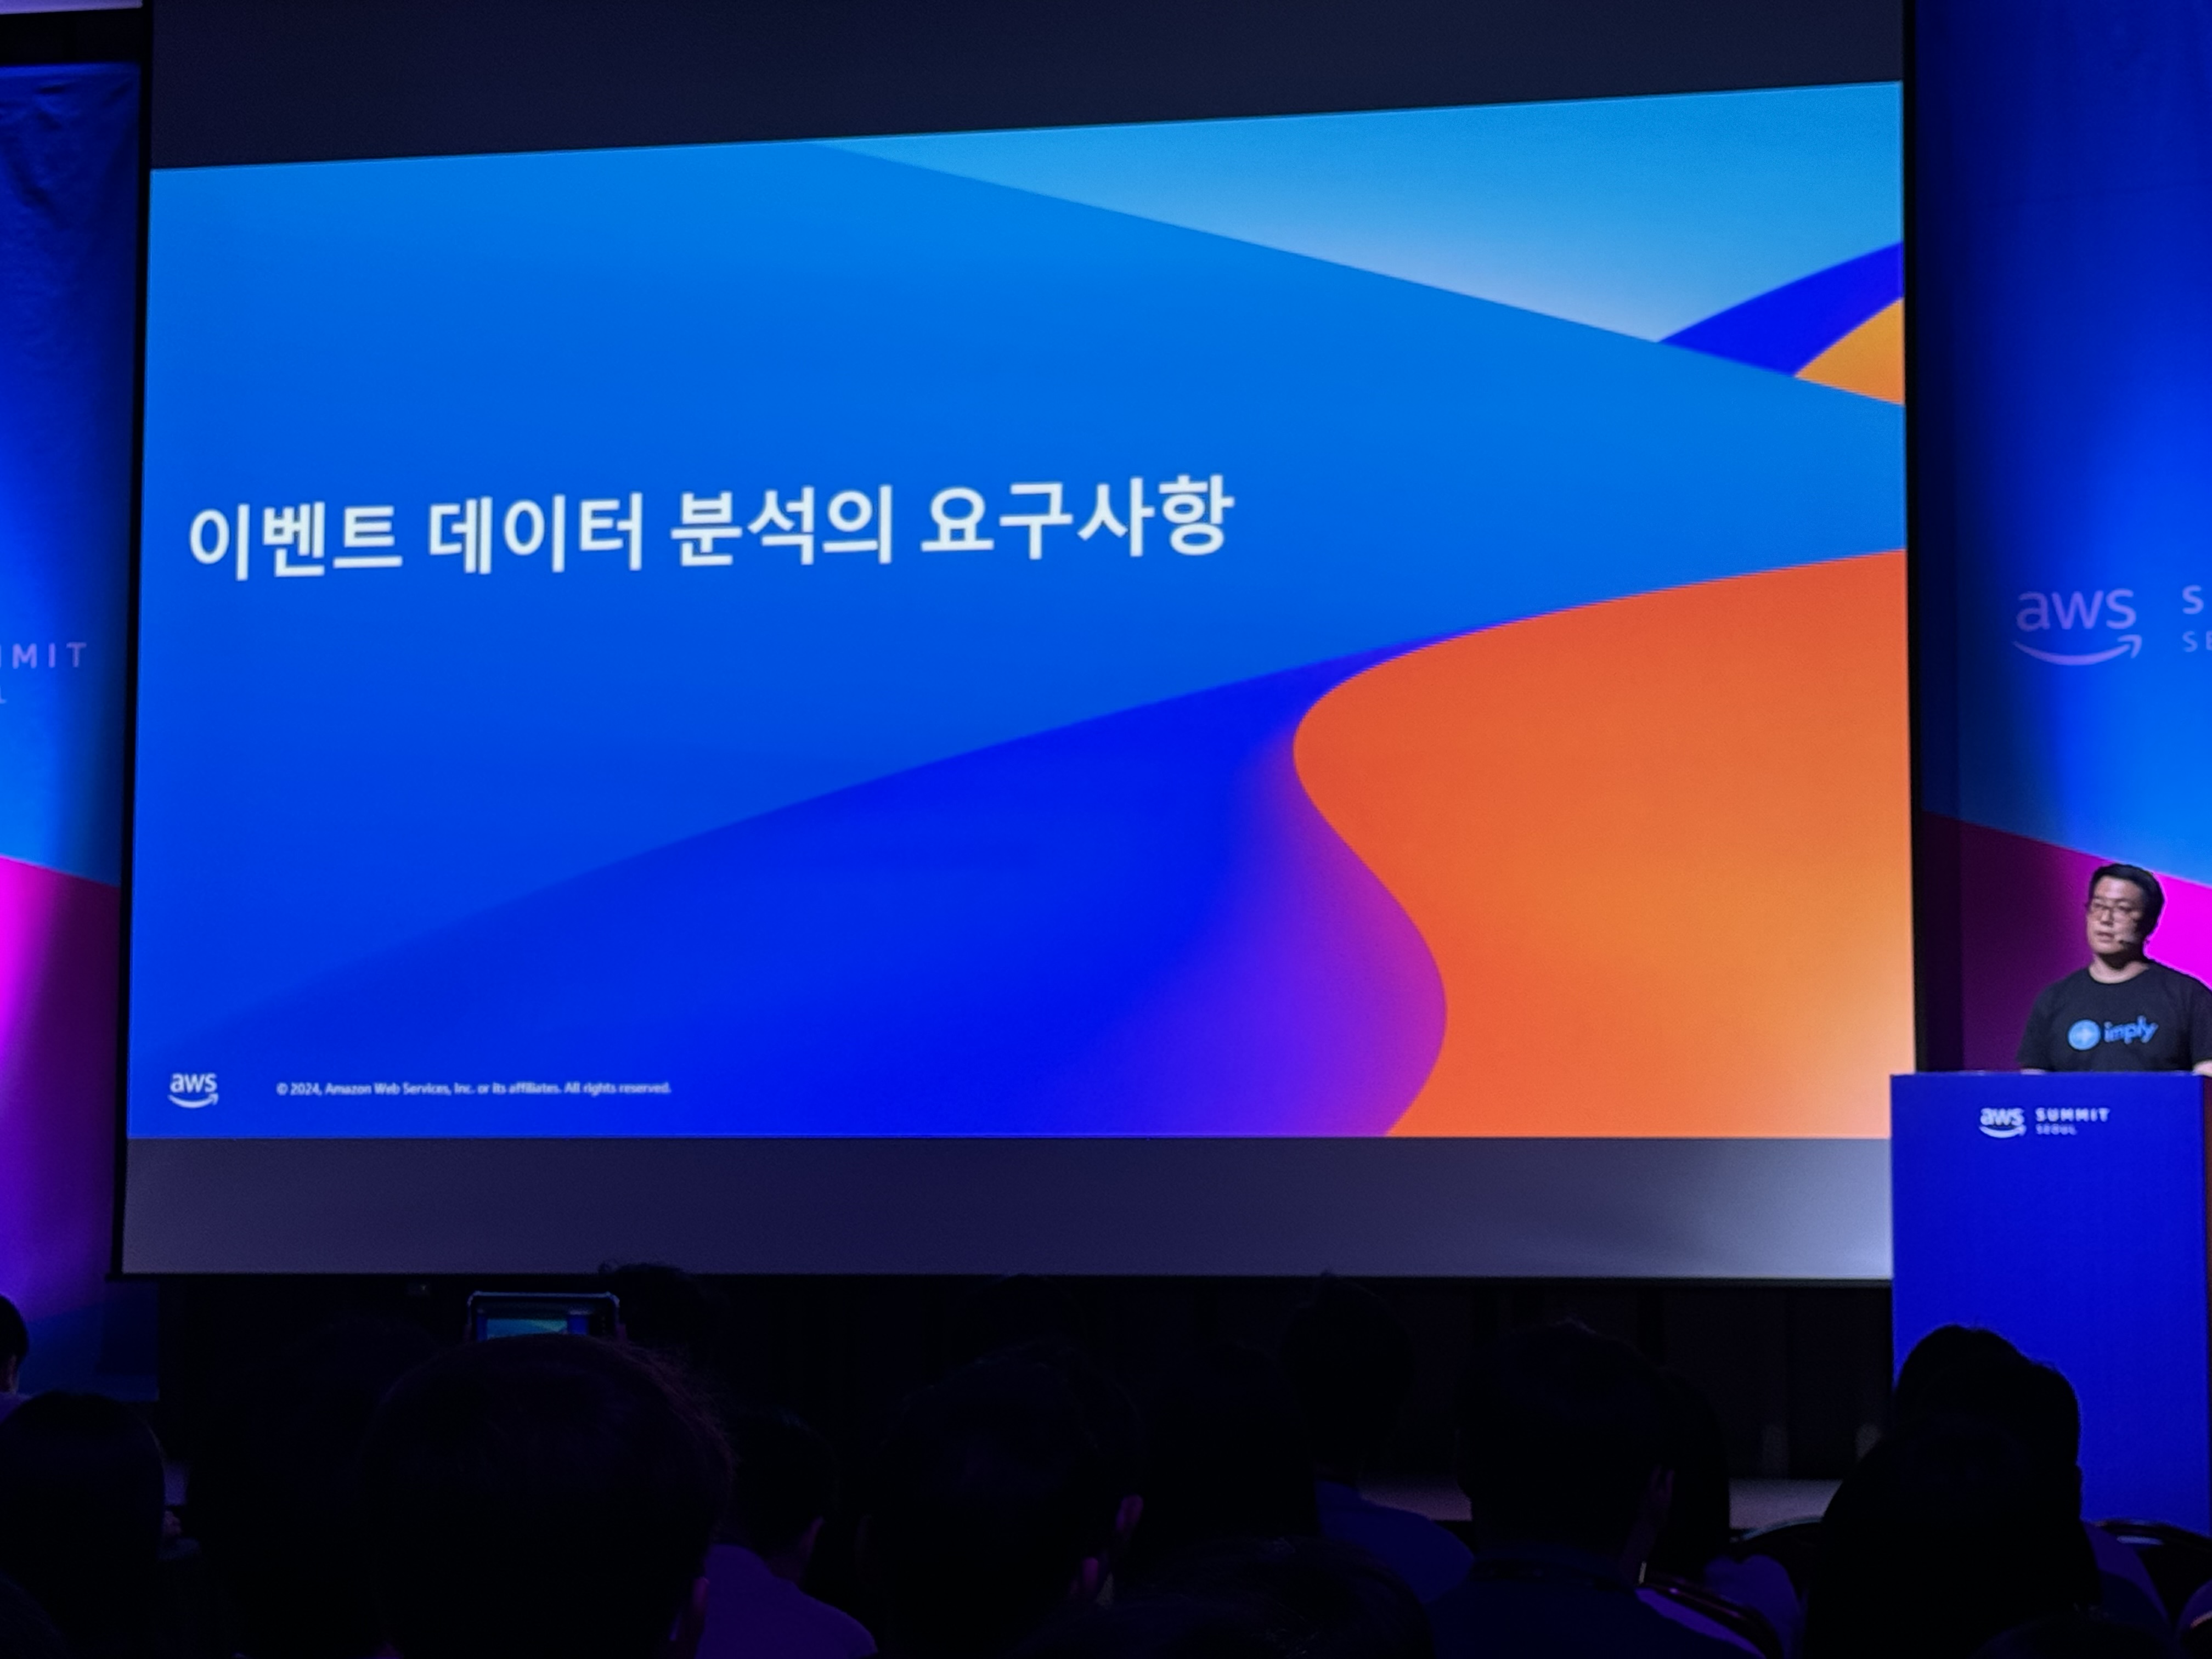 이벤트 데이터 분석의 요구사항
aws
© 2024, Amazon Web Services, Inc. or its affiliates. All rights reserved.
MIT
aws S
SE
imply
aws SUMMIT
SEOUL